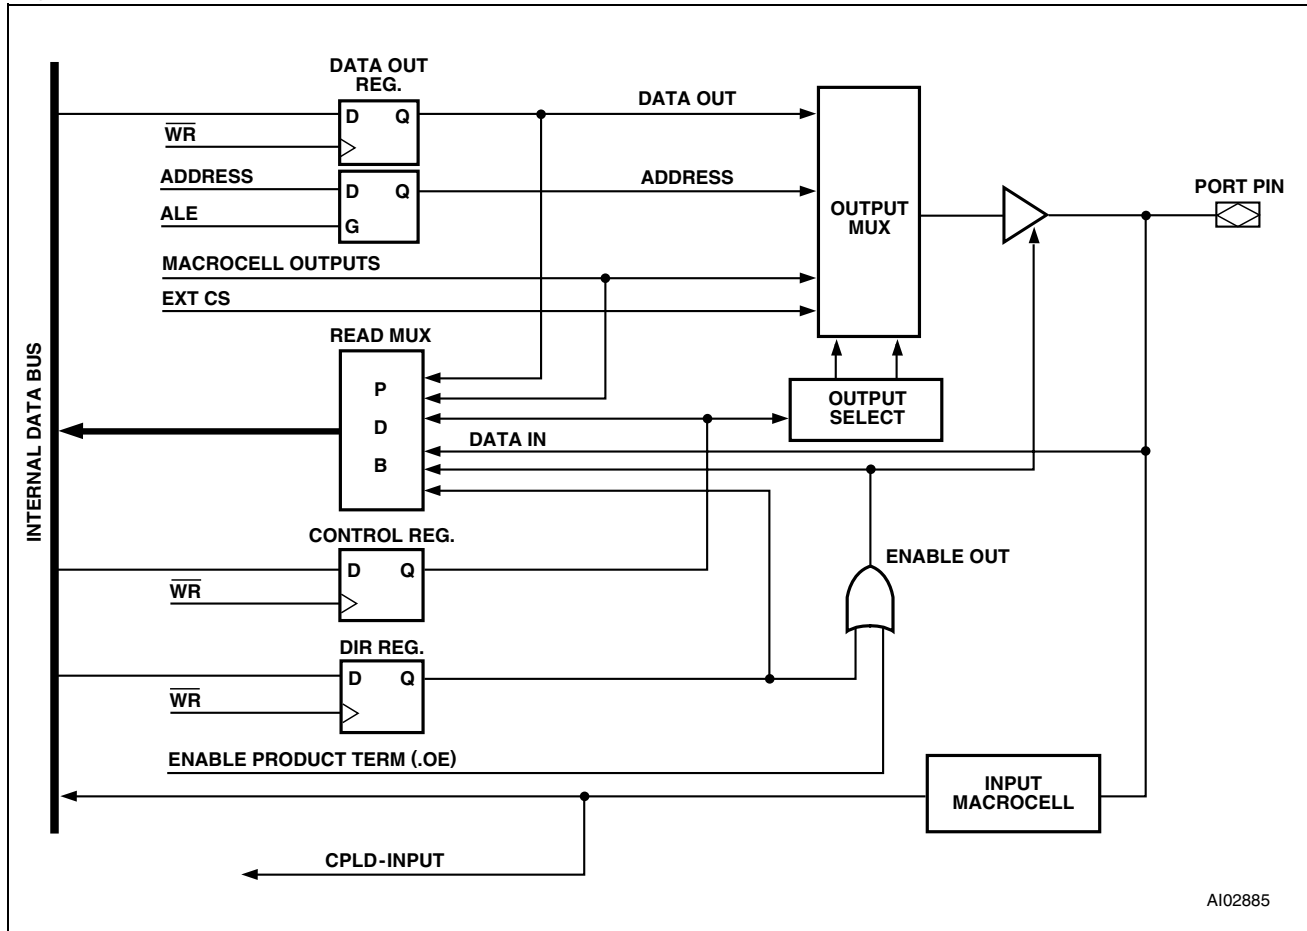 DATA OUT
REG.
D Q
DATA OUT
WR
ADDRESS
D Q
ADDRESS
ALE
G
OUTPUT
MUX
PORT PIN
MACROCELL OUTPUTS
EXT CS
READ MUX
P
D
B
OUTPUT
SELECT
DATA IN
INTERNAL DATA BUS
CONTROL REG.
D Q
WR
ENABLE OUT
DIR REG.
D Q
WR
ENABLE PRODUCT TERM (.OE)
INPUT
MACROCELL
CPLD-INPUT
AI02885